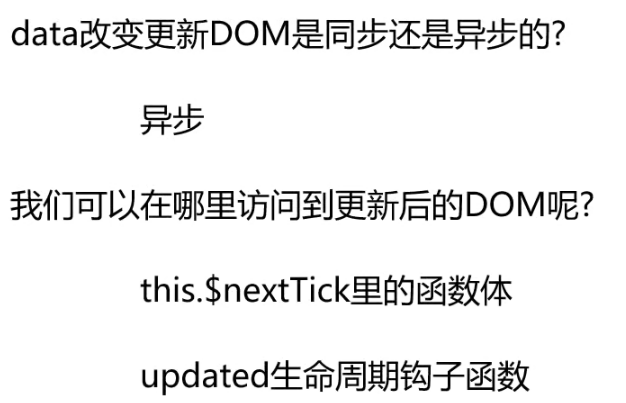 data改变更新DOM是同步还是异步的?
异步
我们可以在哪里访问到更新后的DOM呢?
this.$nextTick里的函数体
updated生命周期钩子函数